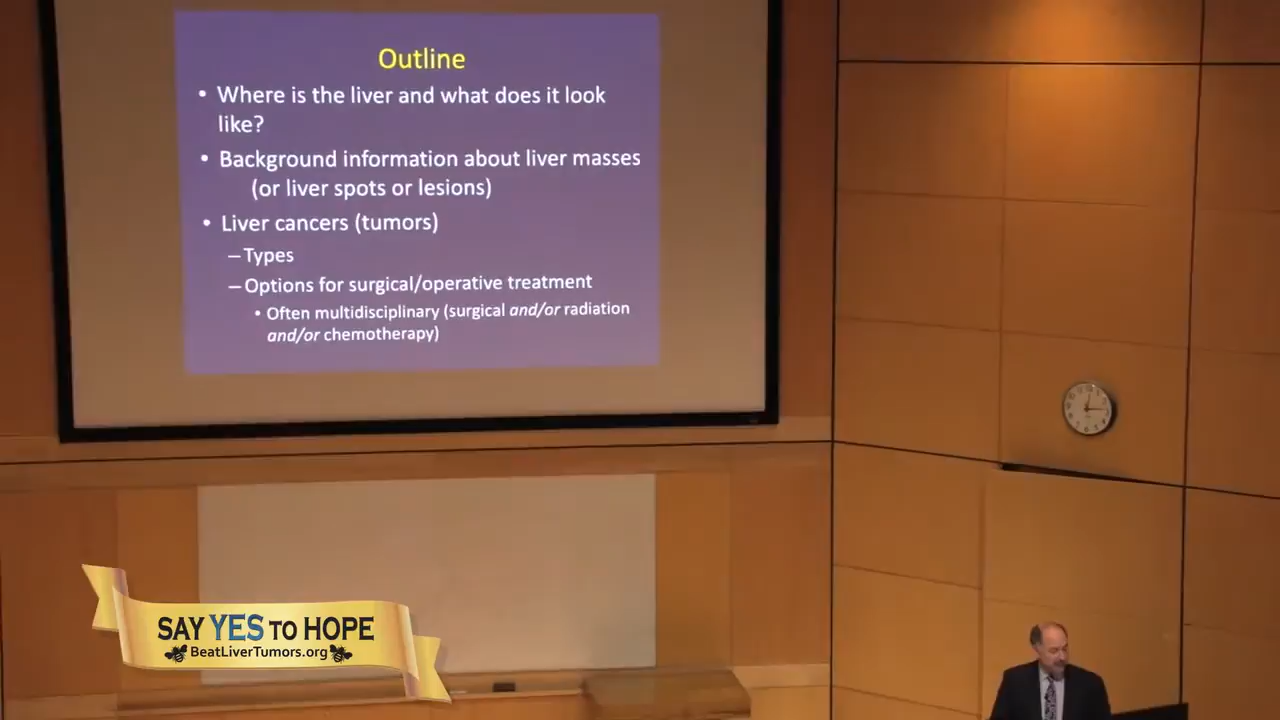 Outline
• Where is the liver and what does it look
like?
• Background information about liver masses
(or liver spots or lesions)
• Liver cancers (tumors)
– Types
– Options for surgical/operative treatment
• Often multidisciplinary (surgical and/or radiation
and/or chemotherapy)
SAY YES TO HOPE
BeatLiverTumors.org